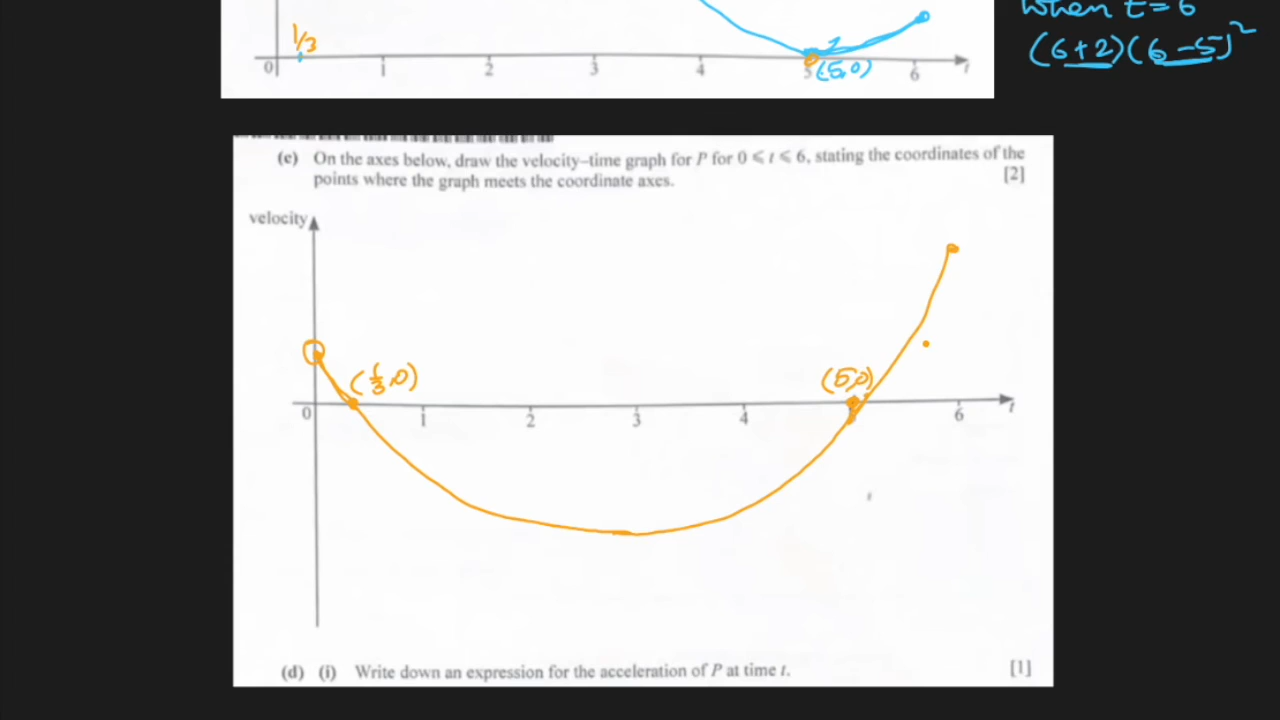 when t = 6
(6+2)(6-5)²
1/3
0 1 2 3 4 5 6 t
(5,0)
(c) On the axes below, draw the velocity–time graph for P for 0 ⩽ t ⩽ 6, stating the coordinates of the
points where the graph meets the coordinate axes. [2]
velocity
(1/3,0)
(5,0)
0 1 2 3 4 6 t
(d) (i) Write down an expression for the acceleration of P at time t. [1]